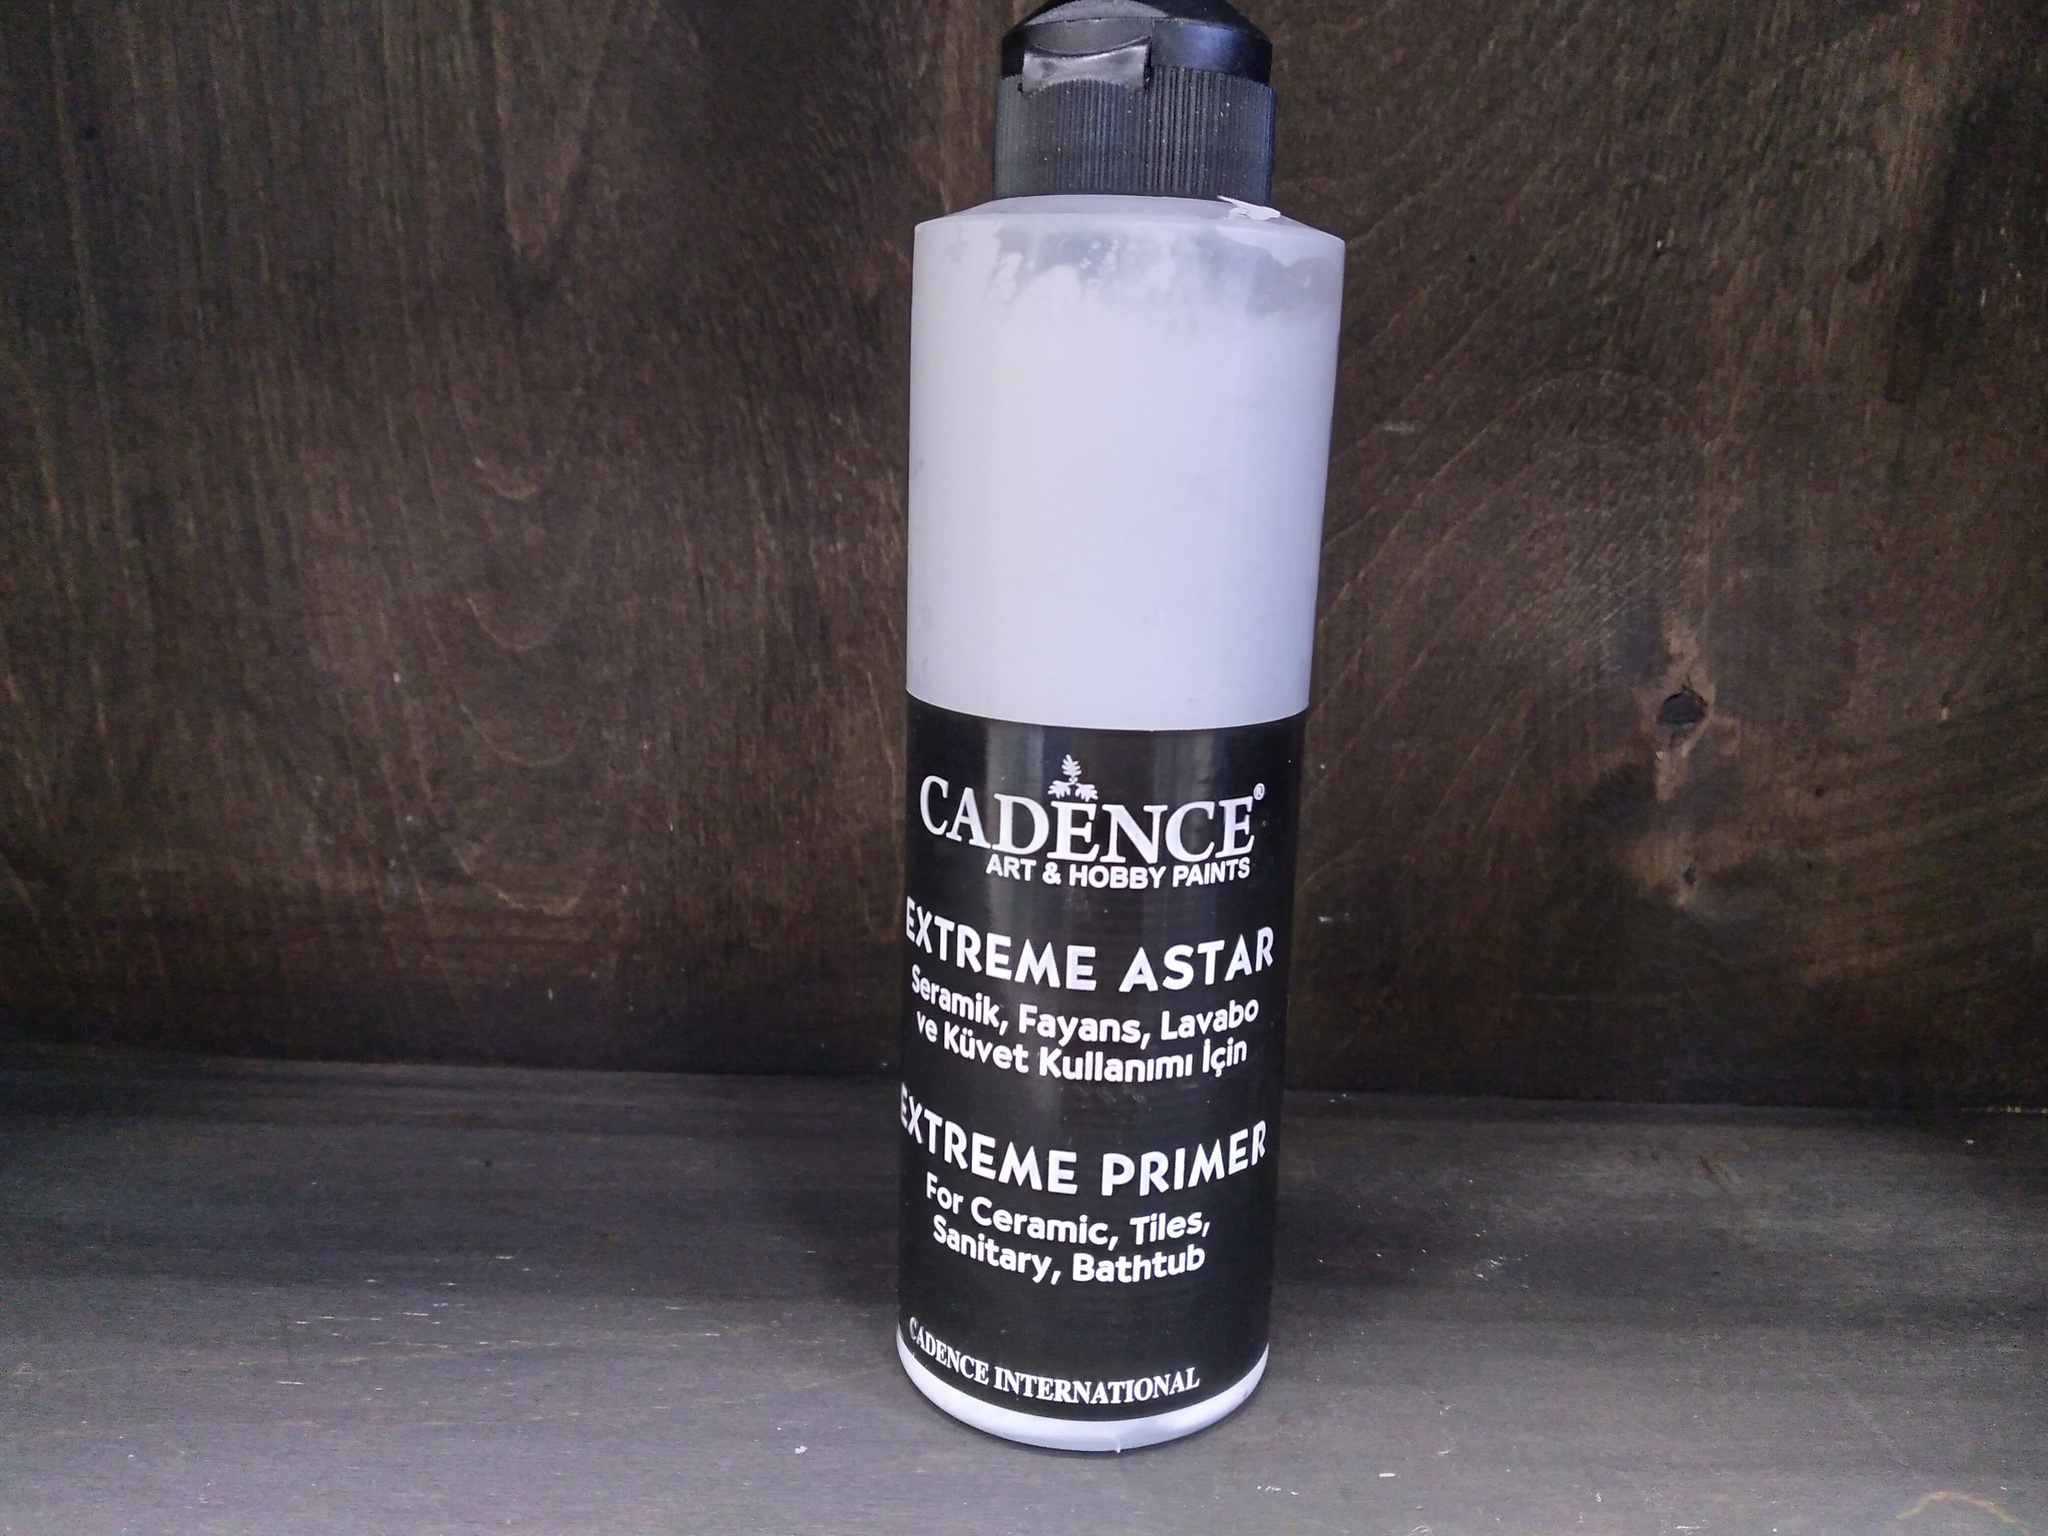 CADENCE®
ART & HOBBY PAINTS
EXTREME ASTAR
Seramik, Fayans, Lavabo
ve Küvet Kullanımı İçin
EXTREME PRIMER
For Ceramic, Tiles,
Sanitary, Bathtub
CADENCE INTERNATIONAL